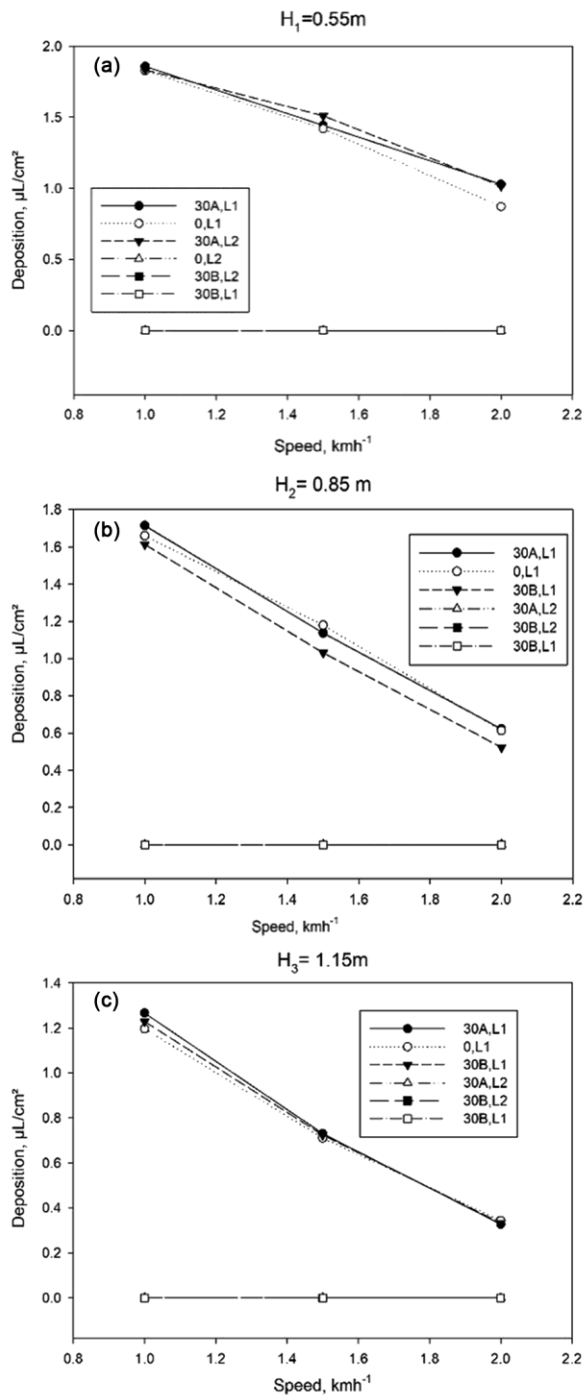 H₁=0.55m
(a)
2.0
1.5
1.0
0.5
0.0
Deposition, µL/cm²
30A,L1
0,L1
30A,L2
0,L2
30B,L2
30B,L1
0.8 1.0 1.2 1.4 1.6 1.8 2.0 2.2
Speed, kmh⁻¹
H₂= 0.85 m
(b)
1.8
1.6
1.4
1.2
1.0
0.8
0.6
0.4
0.2
0.0
Deposition, µL/cm²
30A,L1
0,L1
30B,L1
30A,L2
30B,L2
30B,L1
0.8 1.0 1.2 1.4 1.6 1.8 2.0 2.2
Speed, kmh⁻¹
H₃= 1.15m
(c)
1.4
1.2
1.0
0.8
0.6
0.4
0.2
0.0
Deposition, µL/cm²
30A,L1
0,L1
30B,L1
30A,L2
30B,L2
30B,L1
0.8 1.0 1.2 1.4 1.6 1.8 2.0 2.2
Speed, kmh⁻¹